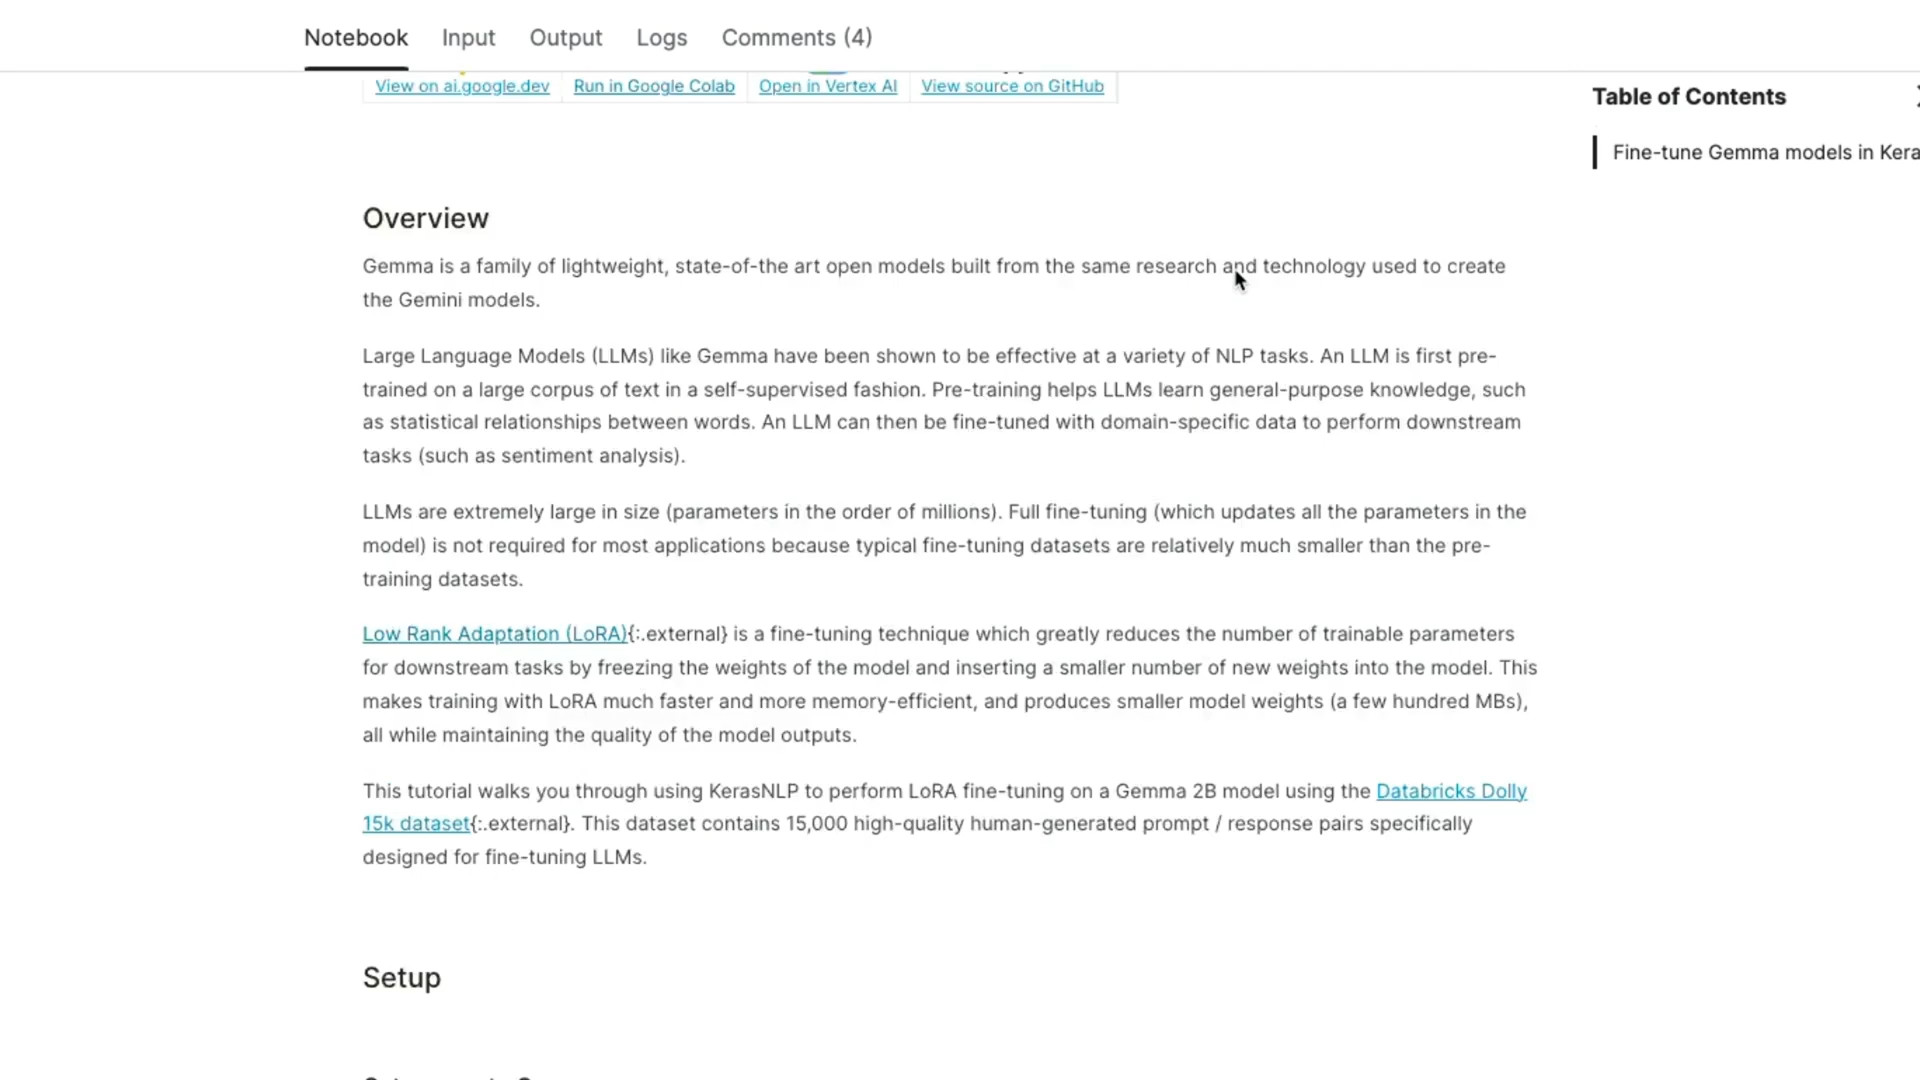 Notebook Input Output Logs Comments (4)
View on ai.google.dev Run in Google Colab Open in Vertex AI View source on GitHub
Table of Contents
Fine-tune Gemma models in Kera
Overview
Gemma is a family of lightweight, state-of-the art open models built from the same research and technology used to create
the Gemini models.
Large Language Models (LLMs) like Gemma have been shown to be effective at a variety of NLP tasks. An LLM is first pre-
trained on a large corpus of text in a self-supervised fashion. Pre-training helps LLMs learn general-purpose knowledge, such
as statistical relationships between words. An LLM can then be fine-tuned with domain-specific data to perform downstream
tasks (such as sentiment analysis).
LLMs are extremely large in size (parameters in the order of millions). Full fine-tuning (which updates all the parameters in the
model) is not required for most applications because typical fine-tuning datasets are relatively much smaller than the pre-
training datasets.
Low Rank Adaptation (LoRA){:.external} is a fine-tuning technique which greatly reduces the number of trainable parameters
for downstream tasks by freezing the weights of the model and inserting a smaller number of new weights into the model. This
makes training with LoRA much faster and more memory-efficient, and produces smaller model weights (a few hundred MBs),
all while maintaining the quality of the model outputs.
This tutorial walks you through using KerasNLP to perform LoRA fine-tuning on a Gemma 2B model using the Databricks Dolly
15k dataset{:.external}. This dataset contains 15,000 high-quality human-generated prompt / response pairs specifically
designed for fine-tuning LLMs.
Setup